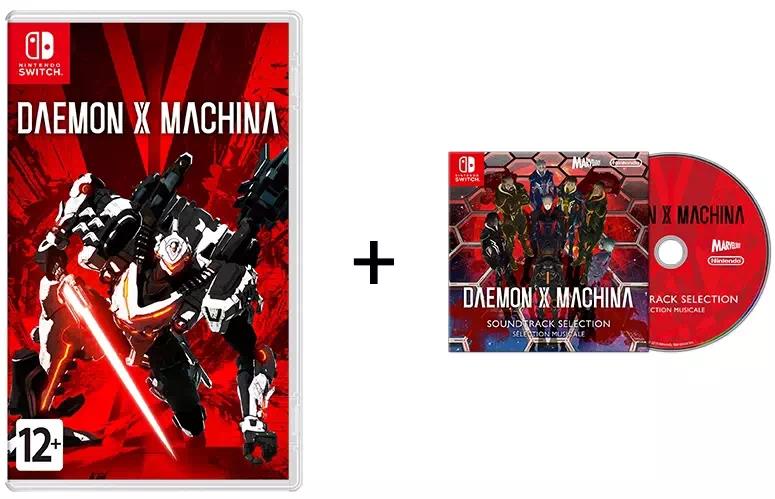 NINTENDO
SWITCH.
DAEMON X MACHINA
12+
+
NINTENDO
SWITCH.
MARVELOUS!
Nintendo
DAEMON X MACHINA
SOUNDTRACK SELECTION
SÉLECTION MUSICALE
ON X MACHINA
MARVELOUS!
Nintendo
TRACK SELECTION
ECTION MUSICALE